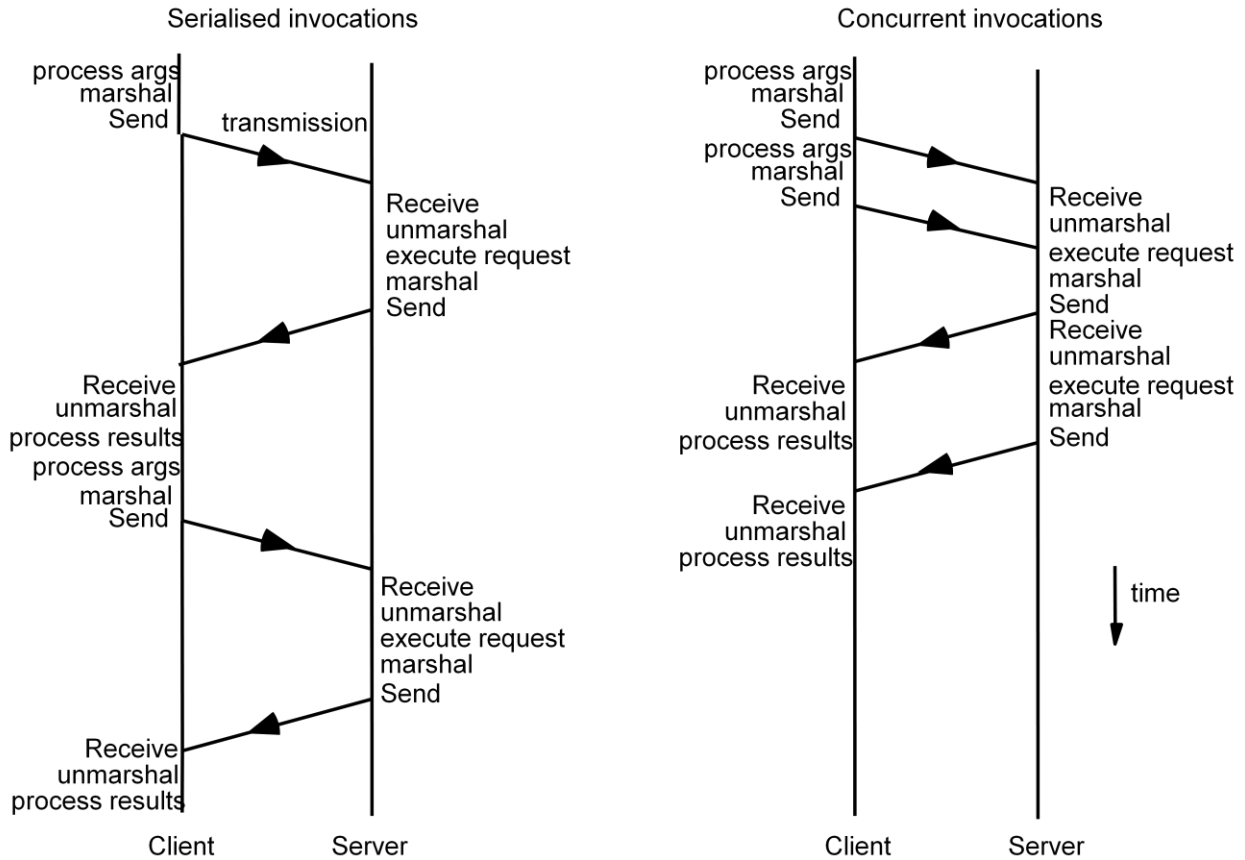 Serialised invocations
process args
marshal
Send
transmission
Receive
unmarshal
execute request
marshal
Send
Receive
unmarshal
process results
process args
marshal
Send
Receive
unmarshal
execute request
marshal
Send
Receive
unmarshal
process results
Client
Server
Concurrent invocations
process args
marshal
Send
process args
marshal
Send
Receive
unmarshal
execute request
marshal
Send
Receive
unmarshal
execute request
marshal
Send
Receive
unmarshal
process results
Receive
unmarshal
process results
time
Client
Server